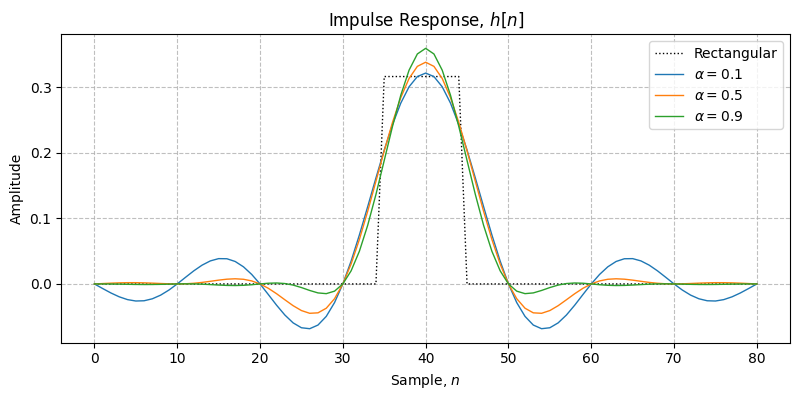 Impulse Response, h[n]
Rectangular
α = 0.1
α = 0.5
α = 0.9
Amplitude
0.3
0.2
0.1
0.0
0 10 20 30 40 50 60 70 80
Sample, n